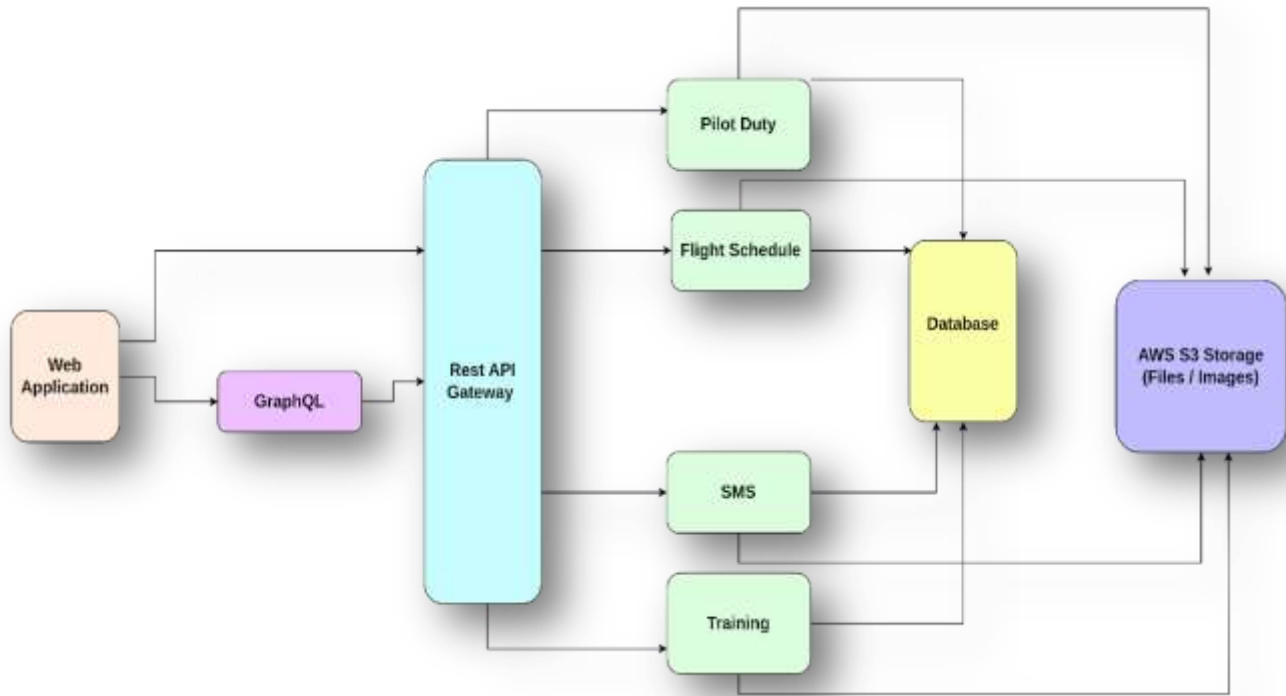 Pilot Duty
Flight Schedule
Web
Application
GraphQL
Rest API
Gateway
Database
AWS S3 Storage
(Files / Images)
SMS
Training